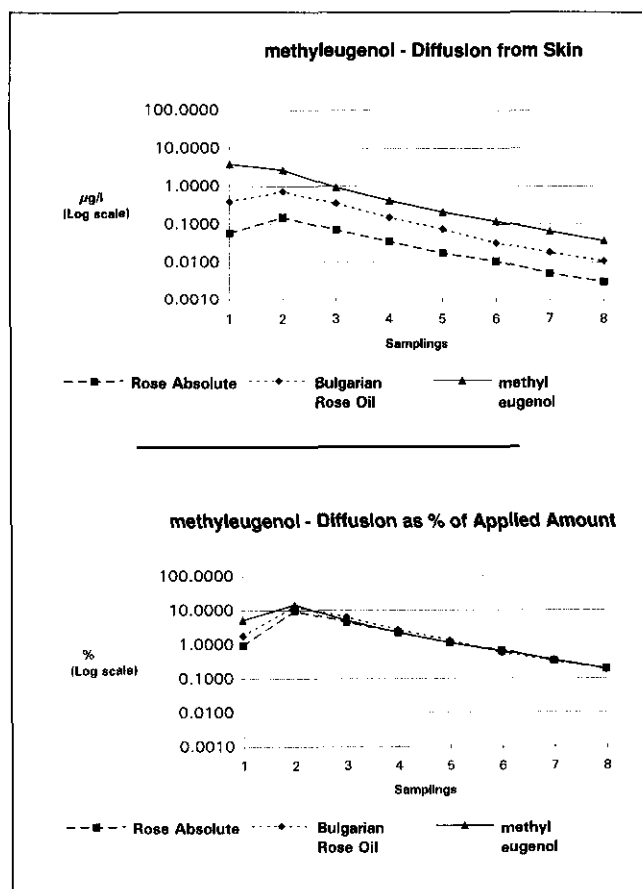 methyleugenol - Diffusion from Skin
100.0000
10.0000
1.0000
0.1000
0.0100
0.0010
µg/l
(Log scale)
1 2 3 4 5 6 7 8
Samplings
Rose Absolute
Bulgarian
Rose Oil
methyl
eugenol
methyleugenol - Diffusion as % of Applied Amount
100.0000
10.0000
1.0000
0.1000
0.0100
0.0010
%
(Log scale)
1 2 3 4 5 6 7 8
Samplings
Rose Absolute
Bulgarian
Rose Oil
methyl
eugenol